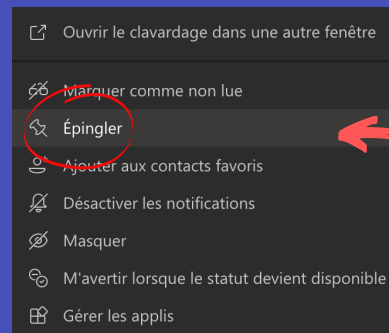 Ouvrir le clavardage dans une autre fenêtre
Marquer comme non lue
Épingler
Ajouter aux contacts favoris
Désactiver les notifications
Masquer
M'avertir lorsque le statut devient disponible
Gérer les applis